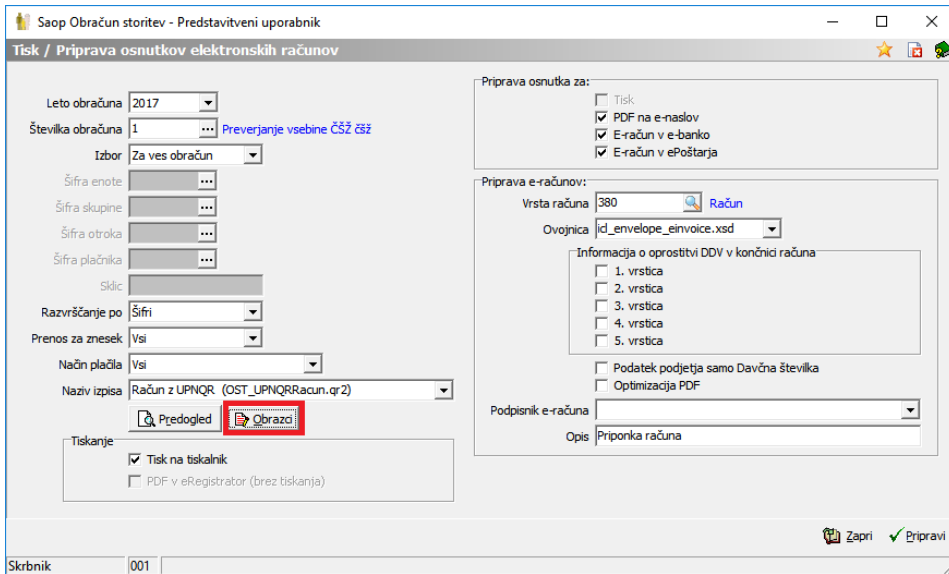 Saop Obračun storitev - Predstavitveni uporabnik
Tisk / Priprava osnutkov elektronskih računov
Leto obračuna 2017
Številka obračuna 1 ... Preverjanje vsebine ČŠŽ čšž
Izbor Za ves obračun
Šifra enote ...
Šifra skupine ...
Šifra otroka ...
Šifra plačnika ...
Sklic
Razvrščanje po Šifri
Prenos za znesek Vsi
Način plačila Vsi
Naziv izpisa Račun z UPNQR (OST_UPNQRRacun.qr2)
Predogled Obrazci
Tiskanje
Tisk na tiskalnik
PDF v eRegistrator (brez tiskanja)
Priprava osnutka za:
Tisk
PDF na e-naslov
E-račun v e-banko
E-račun v ePoštarja
Priprava e-računov:
Vrsta računa 380 Račun
Ovojnica icl_envelope_einvoice.xsd
Informacija o oprostitvi DDV v končnici računa
1. vrstica
2. vrstica
3. vrstica
4. vrstica
5. vrstica
Podatek podjetja samo Davčna številka
Optimizacija PDF
Podpisnik e-računa
Opis Priponka računa
Zapri Pripravi
Skrbnik 001